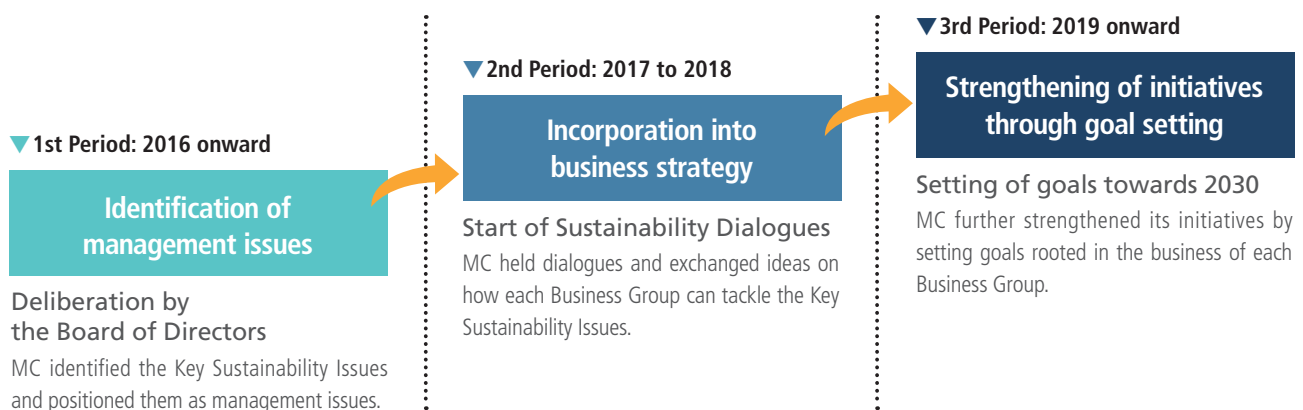 ▼1st Period: 2016 onward
Identification of
management issues
Deliberation by
the Board of Directors
MC identified the Key Sustainability Issues
and positioned them as management issues.
▼2nd Period: 2017 to 2018
Incorporation into
business strategy
Start of Sustainability Dialogues
MC held dialogues and exchanged ideas on
how each Business Group can tackle the Key
Sustainability Issues.
▼3rd Period: 2019 onward
Strengthening of initiatives
through goal setting
Setting of goals towards 2030
MC further strengthened its initiatives by
setting goals rooted in the business of each
Business Group.